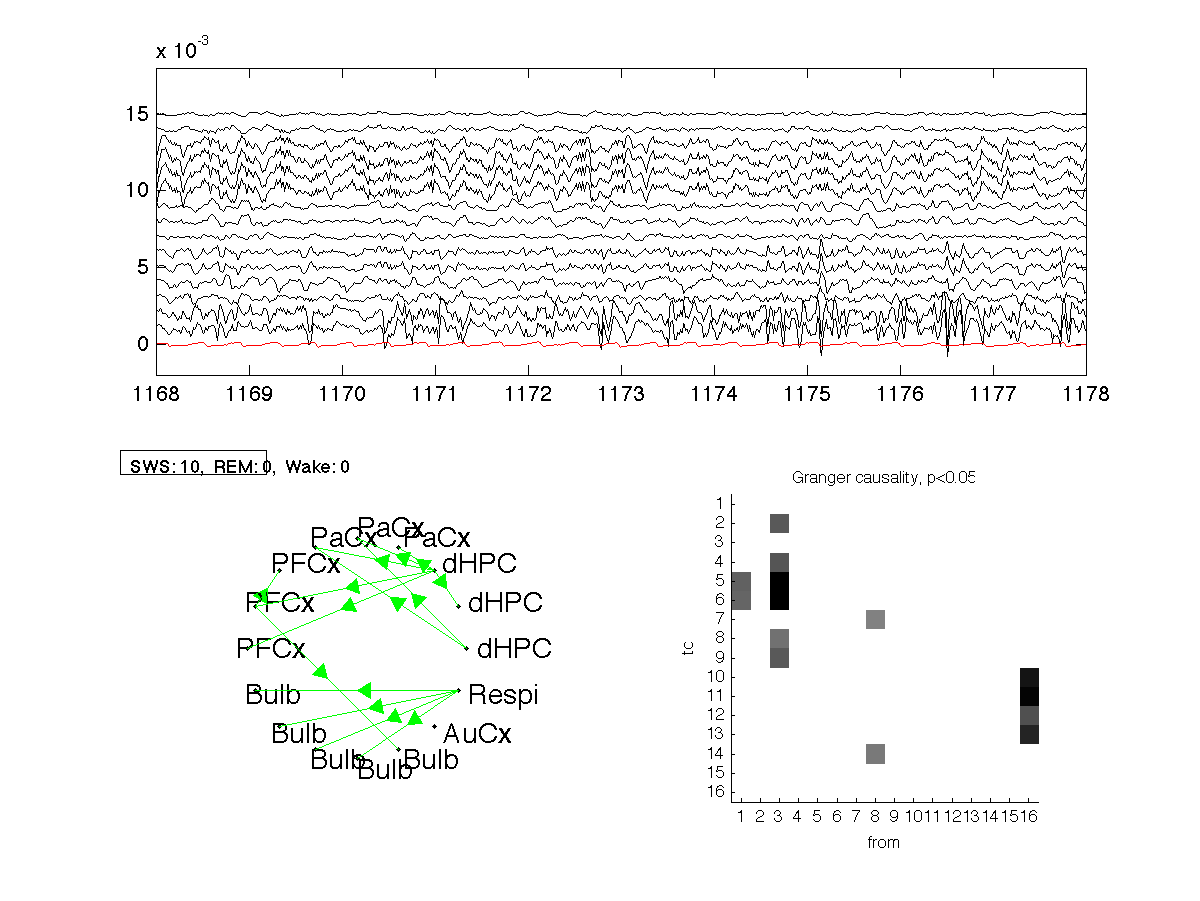 x 10-3
15
10
5
0
1168 1169 1170 1171 1172 1173 1174 1175 1176 1177 1178
SWS:10, REM:0, Wake:0
Granger causality, p<0.05
PaCx
PaCx PaCx
PFCx dHPC
PFCx dHPC
PFCx dHPC
Bulb Respi
Bulb AuCx
Bulb Bulb
Bulb
1
2
3
4
5
6
7
8
9
10
11
12
13
14
15
16
to
1 2 3 4 5 6 7 8 9 10 11 12 13 14 15 16
from